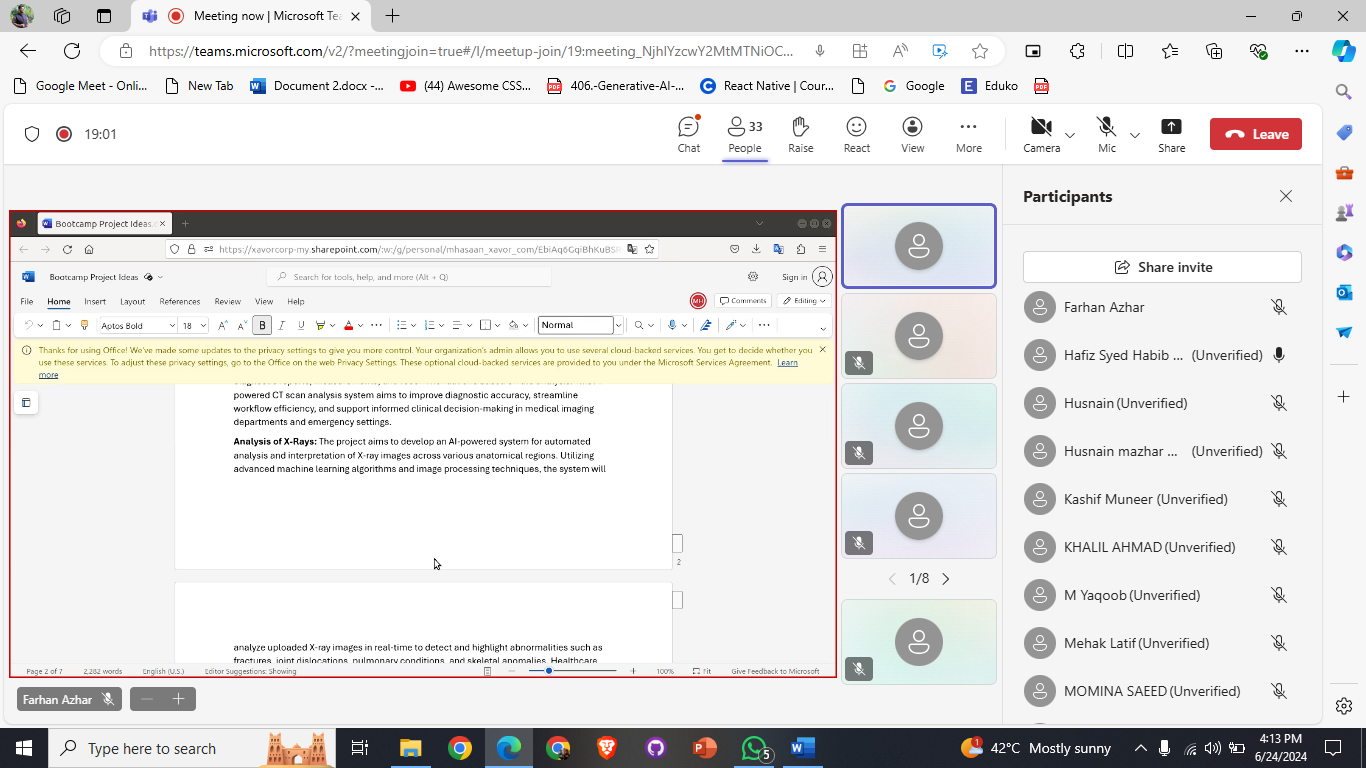 Meeting now | Microsoft Tea
https://teams.microsoft.com/v2/?meetingjoin=true#/l/meetup-join/19:meeting_NjhlYzcwY2MtMTNiOC...
Google Meet - Onli...
New Tab
Document 2.docx -...
(44) Awesome CSS...
406.-Generative-AI-...
React Native | Cour...
Google
Eduko
19:01
Chat
33
People
Raise
React
View
More
Camera
Mic
Share
Leave
Bootcamp Project Ideas.
https://xavorcorp-my.sharepoint.com/:w:/g/personal/mhasaan_xavor_com/EbiAq6GqiBhKuBS
Bootcamp Project Ideas
Search for tools, help, and more (Alt + Q)
Sign in
File Home Insert Layout References Review View Help
MH
Comments
Editing
Aptos Bold
18
B I U
Normal
Thanks for using Office! We've made some updates to the privacy settings to give you more control. Your organization's admin allows you to use several cloud-backed services. You get to decide whether you
use these services. To adjust these privacy settings, go to the Office on the web Privacy Settings. These optional cloud-backed services are provided to you under the Microsoft Services Agreement. Learn
more
powered CT scan analysis system aims to improve diagnostic accuracy, streamline
workflow efficiency, and support informed clinical decision-making in medical imaging
departments and emergency settings.
Analysis of X-Rays: The project aims to develop an AI-powered system for automated
analysis and interpretation of X-ray images across various anatomical regions. Utilizing
advanced machine learning algorithms and image processing techniques, the system will
2
analyze uploaded X-ray images in real-time to detect and highlight abnormalities such as
fractures, joint dislocations, pulmonary conditions, and skeletal anomalies. Healthcare
Page 2 of 7
2,282 words
English (U.S.)
Editor Suggestions: Showing
100%
Fit
Give Feedback to Microsoft
Farhan Azhar
1/8
Participants
Share invite
Farhan Azhar
Hafiz Syed Habib ... (Unverified)
Husnain (Unverified)
Husnain mazhar ... (Unverified)
Kashif Muneer (Unverified)
KHALIL AHMAD (Unverified)
M Yaqoob (Unverified)
Mehak Latif (Unverified)
MOMINA SAEED (Unverified)
Type here to search
5
1
42°C Mostly sunny
4:13 PM
6/24/2024